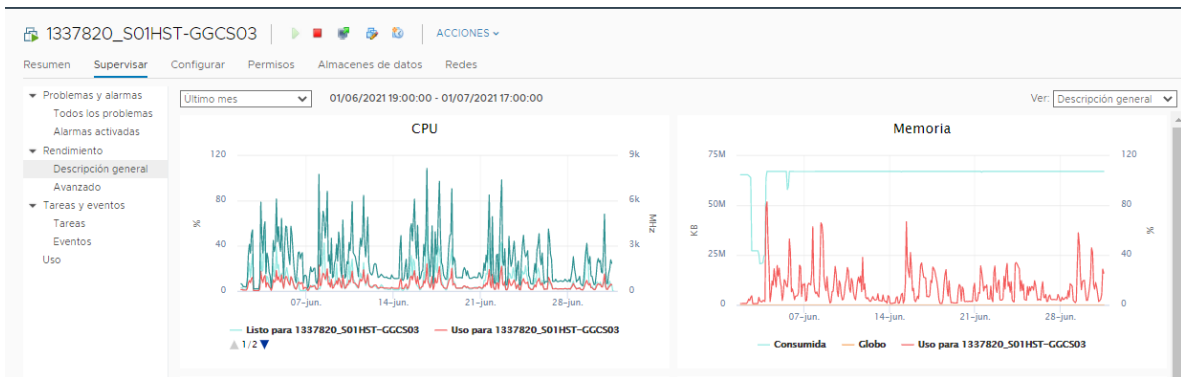 1337820_S01HST-GGCS03 ACCIONES
Resumen Supervisar Configurar Permisos Almacenes de datos Redes
Problemas y alarmas
Todos los problemas
Alarmas activadas
Rendimiento
Descripción general
Avanzado
Tareas y eventos
Tareas
Eventos
Uso
Último mes 01/06/2021 19:00:00 - 01/07/2021 17:00:00 Ver: Descripción general
CPU
120
80
40
0
%
9k
6k
3k
0
MHz
07-jun. 14-jun. 21-jun. 28-jun.
Listo para 1337820_S01HST-GGCS03 Uso para 1337820_S01HST-GGCS03
1/2
Memoria
75M
50M
25M
0
KB
120
80
40
0
%
07-jun. 14-jun. 21-jun. 28-jun.
Consumida Globo Uso para 1337820_S01HST-GGCS03